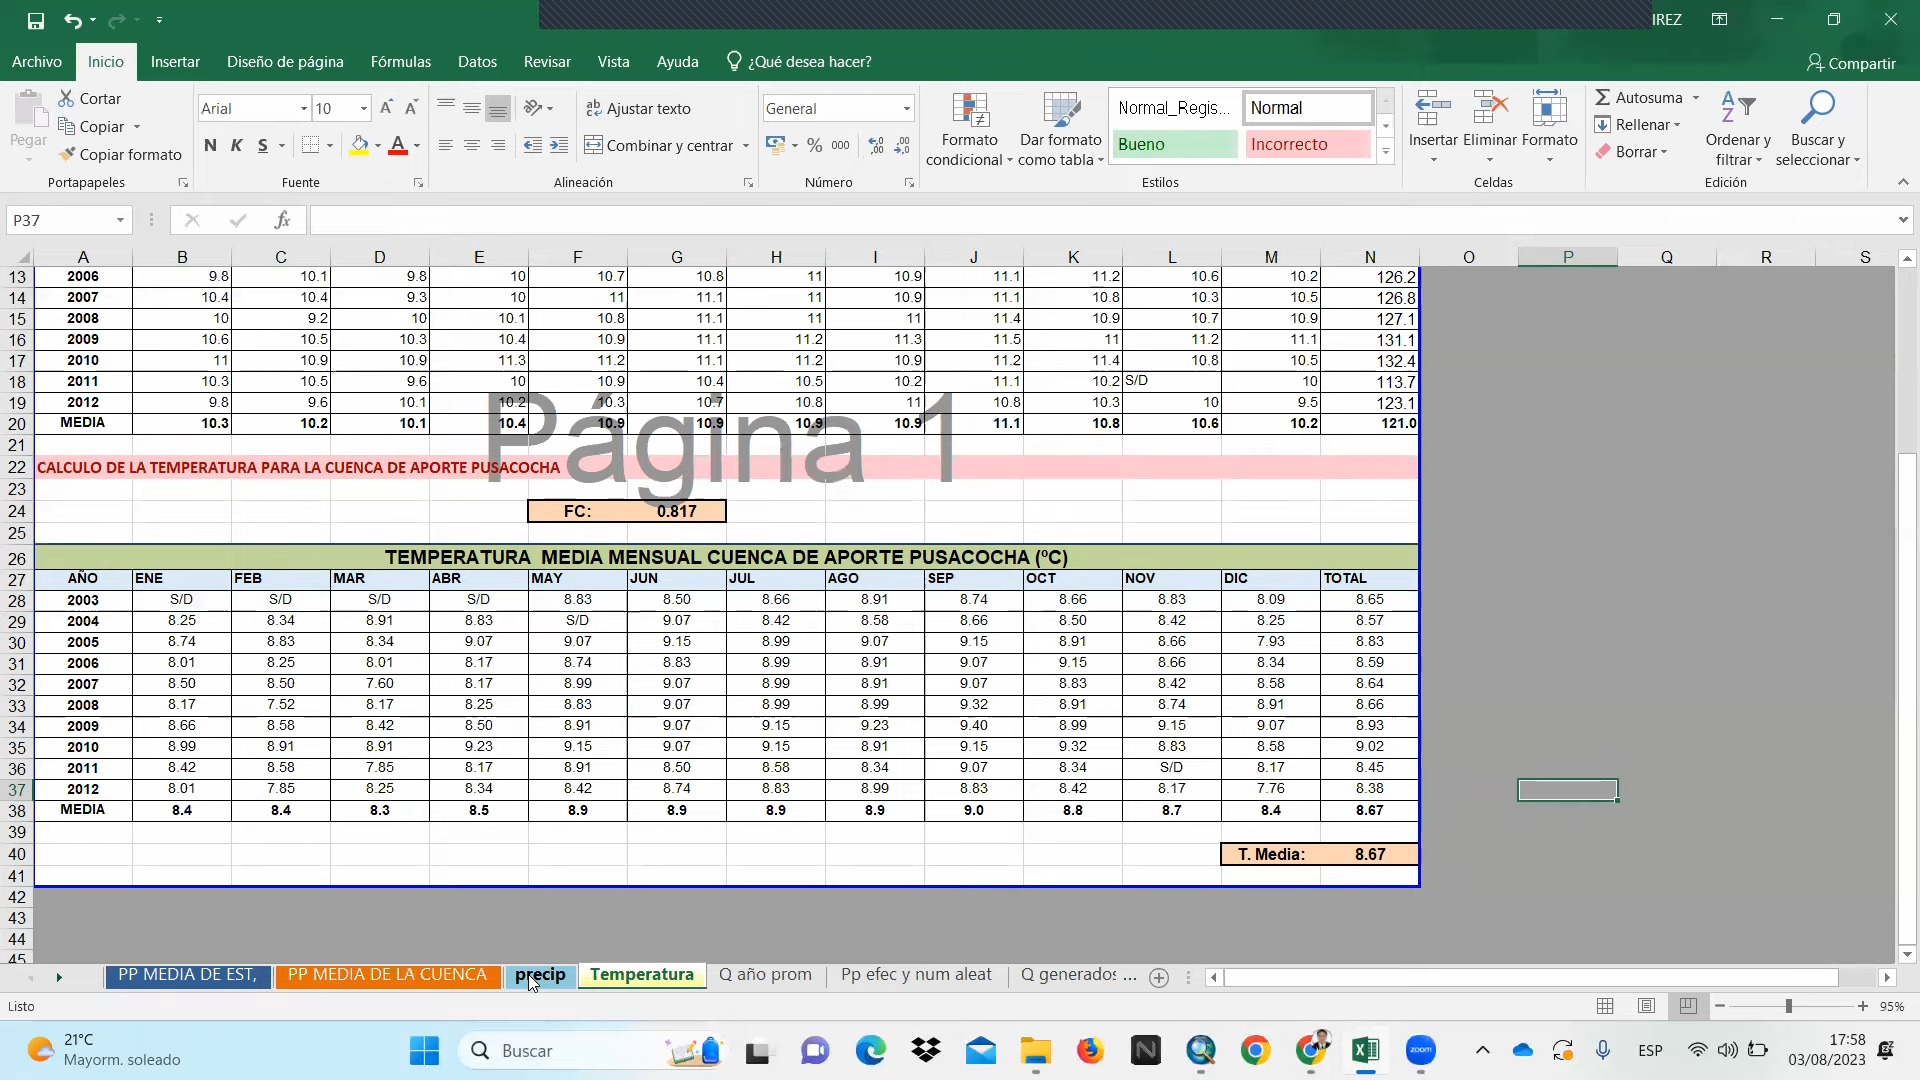 IREZ
Archivo Inicio Insertar Diseño de página Fórmulas Datos Revisar Vista Ayuda ¿Qué desea hacer? Compartir
Pegar
Cortar
Copiar
Copiar formato
Portapapeles
Arial 10
N K S
Fuente
Ajustar texto
Combinar y centrar
Alineación
General
% 000
Número
Formato condicional
Dar formato como tabla
Normal_Regis... Normal
Bueno Incorrecto
Estilos
Insertar Eliminar Formato
Celdas
Autosuma
Rellenar
Borrar
Ordenar y filtrar
Buscar y seleccionar
Edición
P37 fx
A B C D E F G H I J K L M N O P Q R S
13 2006 9.8 10.1 9.8 10 10.7 10.8 11 10.9 11.1 11.2 10.6 10.2 126.2
14 2007 10.4 10.4 9.3 10 11 11.1 11 10.9 11.1 10.8 10.3 10.5 126.8
15 2008 10 9.2 10 10.1 10.8 11.1 11 11 11.4 10.9 10.7 10.9 127.1
16 2009 10.6 10.5 10.3 10.4 10.9 11.1 11.2 11.3 11.5 11 11.2 11.1 131.1
17 2010 11 10.9 10.9 11.3 11.2 11.1 11.2 10.9 11.2 11.4 10.8 10.5 132.4
18 2011 10.3 10.5 9.6 10 10.9 10.4 10.5 10.2 11.1 10.2 S/D 10 113.7
19 2012 9.8 9.6 10.1 10.2 10.3 10.7 10.8 11 10.8 10.3 10 9.5 123.1
20 MEDIA 10.3 10.2 10.1 10.4 10.9 10.9 10.9 10.9 11.1 10.8 10.6 10.2 121.0
Página 1
21
22 CALCULO DE LA TEMPERATURA PARA LA CUENCA DE APORTE PUSACOCHA
23
24 FC: 0.817
25
26 TEMPERATURA MEDIA MENSUAL CUENCA DE APORTE PUSACOCHA (ºC)
27 AÑO ENE FEB MAR ABR MAY JUN JUL AGO SEP OCT NOV DIC TOTAL
28 2003 S/D S/D S/D S/D 8.83 8.50 8.66 8.91 8.74 8.66 8.83 8.09 8.65
29 2004 8.25 8.34 8.91 8.83 S/D 9.07 8.42 8.58 8.66 8.50 8.42 8.25 8.57
30 2005 8.74 8.83 8.34 9.07 9.07 9.15 8.99 9.07 9.15 8.91 8.66 7.93 8.83
31 2006 8.01 8.25 8.01 8.17 8.74 8.83 8.99 8.91 9.07 9.15 8.66 8.34 8.59
32 2007 8.50 8.50 7.60 8.17 8.99 9.07 8.99 8.91 9.07 8.83 8.42 8.58 8.64
33 2008 8.17 7.52 8.17 8.25 8.83 9.07 8.99 8.99 9.32 8.91 8.74 8.91 8.66
34 2009 8.66 8.58 8.42 8.50 8.91 9.07 9.15 9.23 9.40 8.99 9.15 9.07 8.93
35 2010 8.99 8.91 8.91 9.23 9.15 9.07 9.15 8.91 9.15 9.32 8.83 8.58 9.02
36 2011 8.42 8.58 7.85 8.17 8.91 8.50 8.58 8.34 9.07 8.34 S/D 8.17 8.45
37 2012 8.01 7.85 8.25 8.34 8.42 8.74 8.83 8.99 8.83 8.42 8.17 7.76 8.38
38 MEDIA 8.4 8.4 8.3 8.5 8.9 8.9 8.9 8.9 9.0 8.8 8.7 8.4 8.67
39
40 T. Media: 8.67
41
42
43
44
45
PP MEDIA DE EST, PP MEDIA DE LA CUENCA precip Temperatura Q año prom Pp efec y num aleat Q generados ...
Listo 95%
21°C
Mayorm. soleado
Buscar
zoom
ESP
17:58
03/08/2023